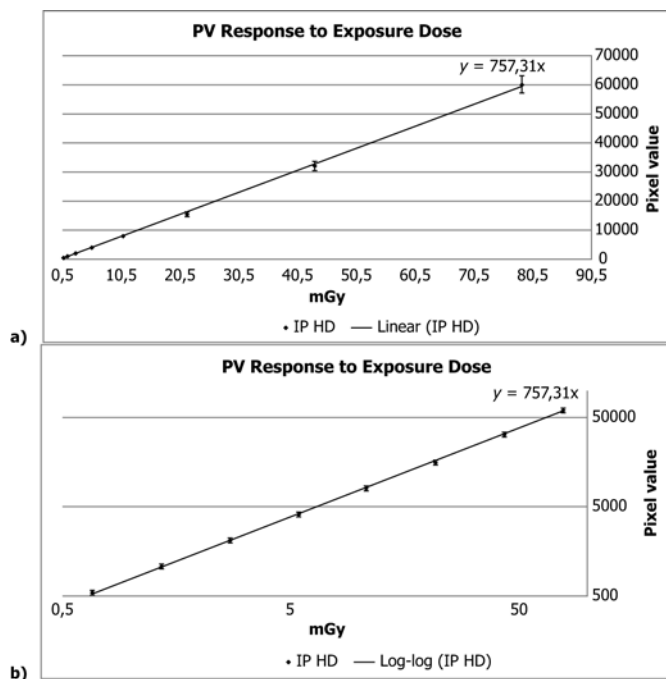 PV Response to Exposure Dose
y = 757,31x
70000
60000
50000
40000
30000
20000
10000
0
Pixel value
0,5 10,5 20,5 30,5 40,5 50,5 60,5 70,5 80,5 90,5
mGy
IP HD Linear (IP HD)
a)
PV Response to Exposure Dose
y = 757,31x
50000
5000
500
Pixel value
0,5 5 50
mGy
IP HD Log-log (IP HD)
b)